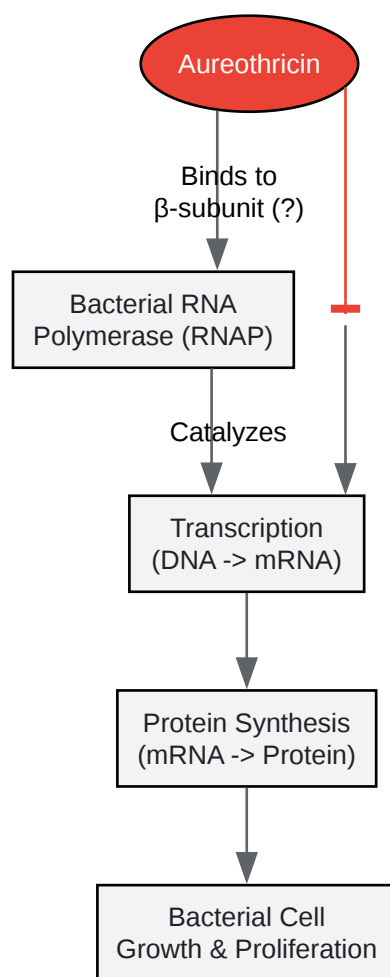 Aureothricin
Binds to
β-subunit (?)
Bacterial RNA
Polymerase (RNAP)
Catalyzes
Transcription
(DNA -> mRNA)
Protein Synthesis
(mRNA -> Protein)
Bacterial Cell
Growth & Proliferation